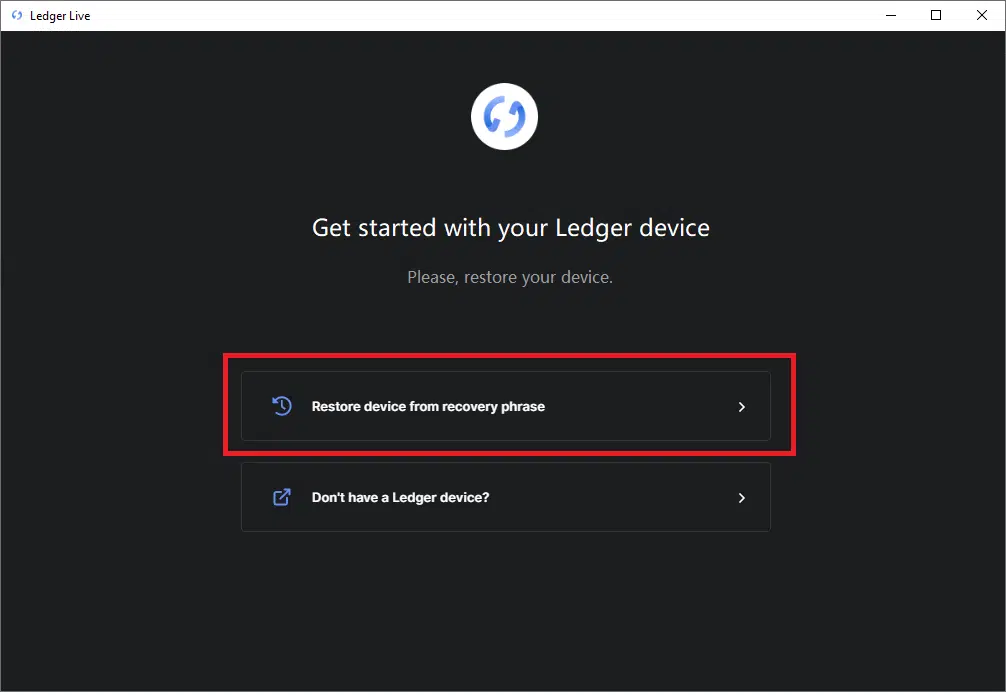 Ledger Live
Get started with your Ledger device
Please, restore your device.
Restore device from recovery phrase
Don't have a Ledger device?